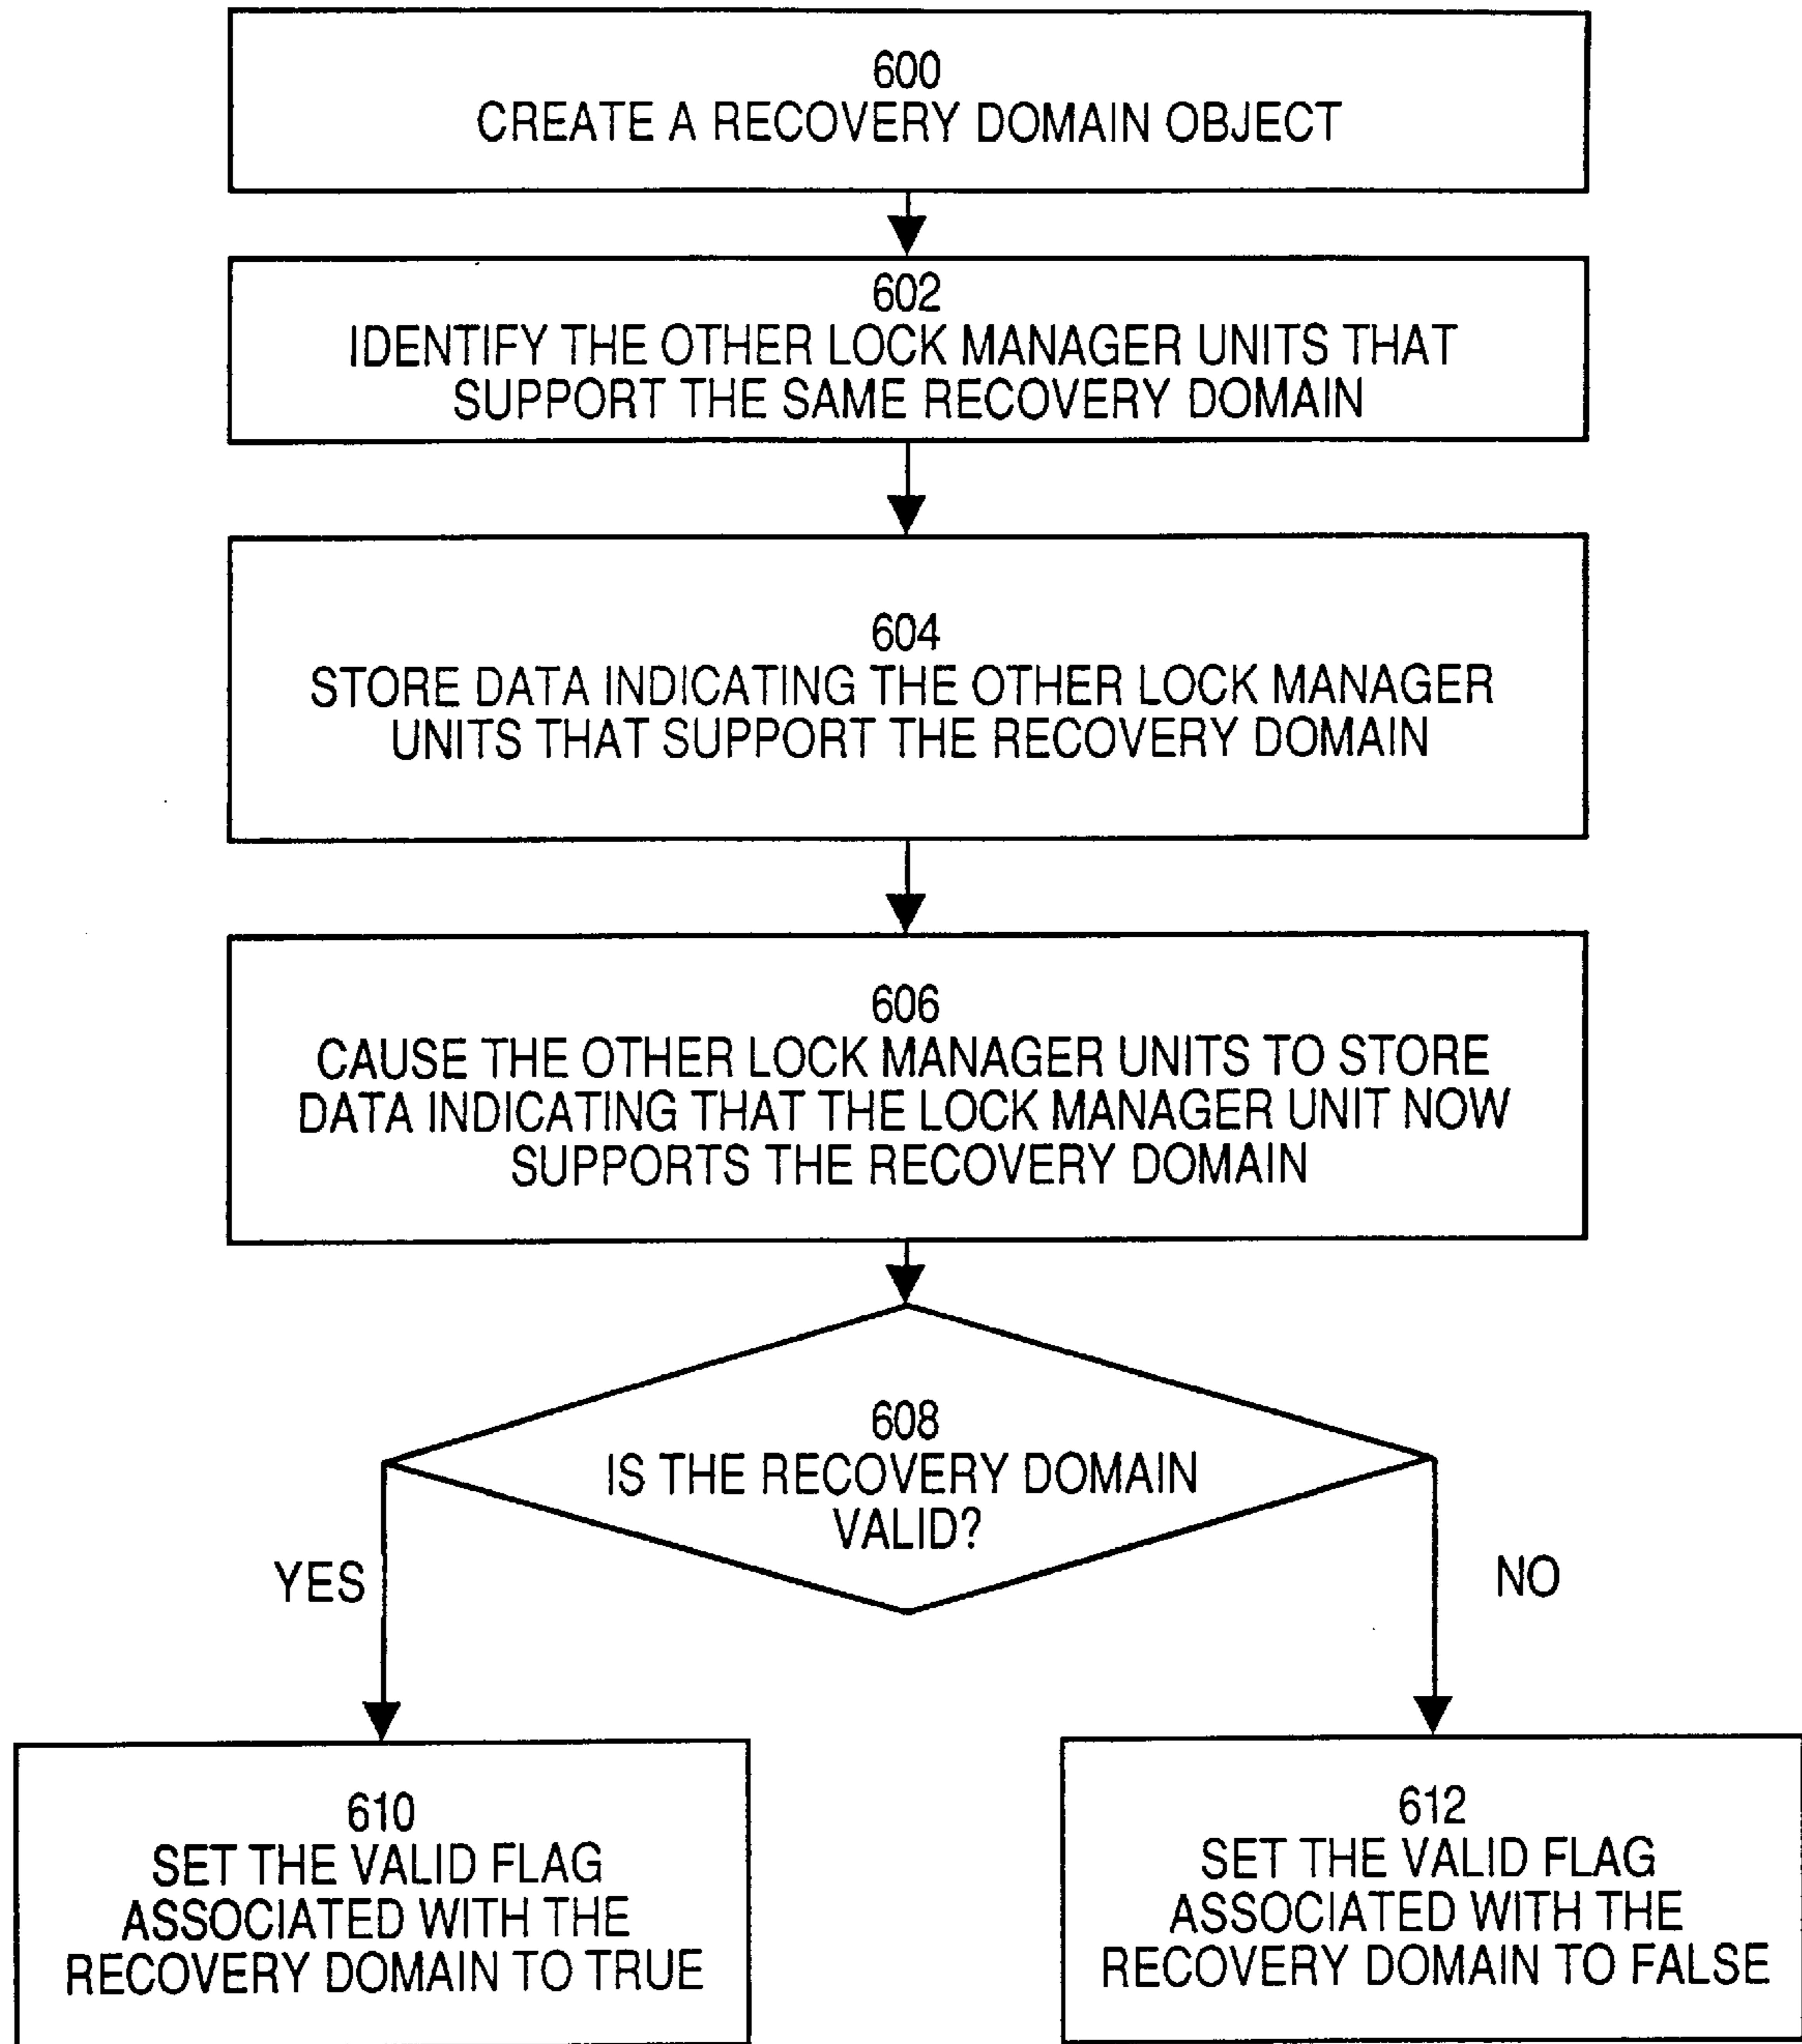 600
CREATE A RECOVERY DOMAIN OBJECT
602
IDENTIFY THE OTHER LOCK MANAGER UNITS THAT
SUPPORT THE SAME RECOVERY DOMAIN
604
STORE DATA INDICATING THE OTHER LOCK MANAGER
UNITS THAT SUPPORT THE RECOVERY DOMAIN
606
CAUSE THE OTHER LOCK MANAGER UNITS TO STORE
DATA INDICATING THAT THE LOCK MANAGER UNIT NOW
SUPPORTS THE RECOVERY DOMAIN
608
IS THE RECOVERY DOMAIN
VALID?
YES
NO
610
SET THE VALID FLAG
ASSOCIATED WITH THE
RECOVERY DOMAIN TO TRUE
612
SET THE VALID FLAG
ASSOCIATED WITH THE
RECOVERY DOMAIN TO FALSE